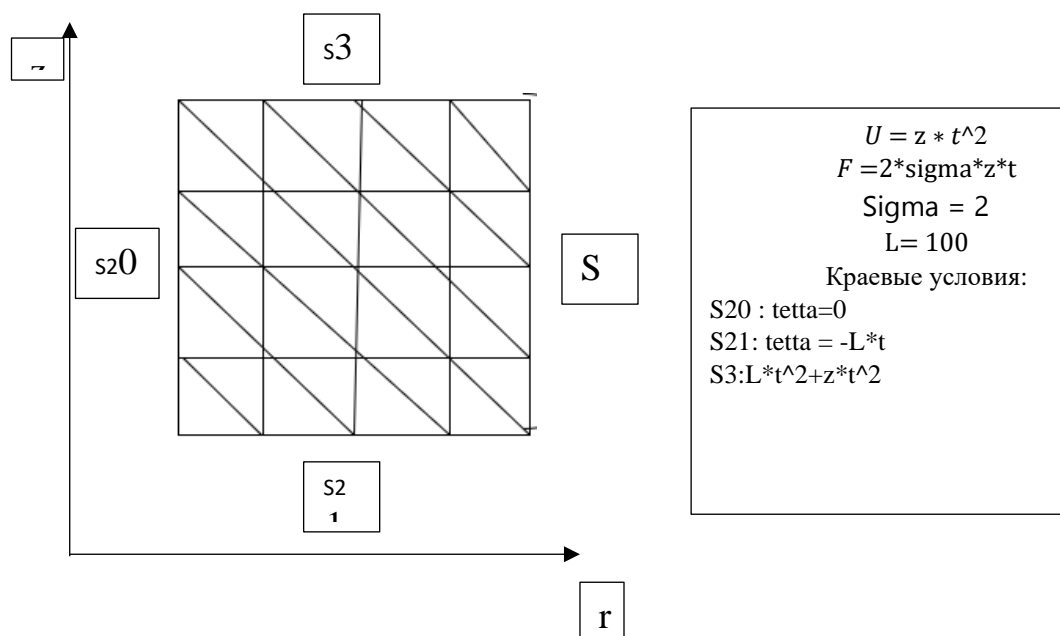 s3
s20
S
S2
r
U = z * t^2
F =2*sigma*z*t
Sigma = 2
L= 100
Краевые условия:
S20 : tetta=0
S21: tetta = -L*t
S3:L*t^2+z*t^2